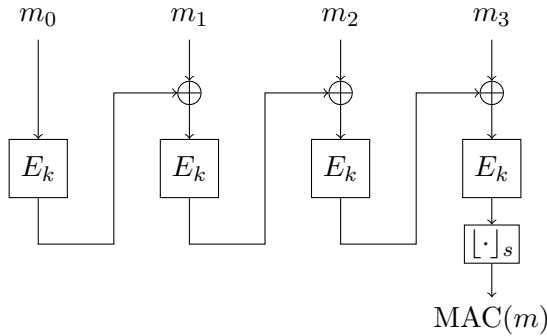 m₀ m₁ m₂ m₃
Eₖ Eₖ Eₖ Eₖ
⌊·⌋ₛ
MAC(m)